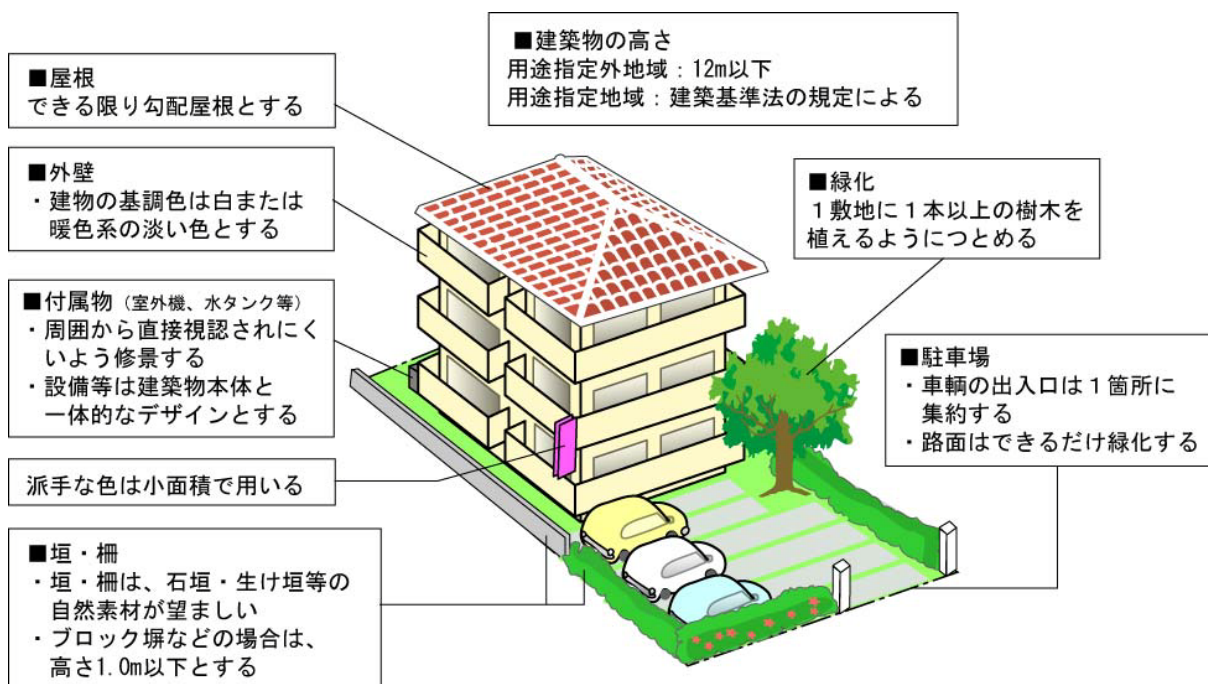 ■建築物の高さ
用途指定外地域：12m以下
用途指定地域：建築基準法の規定による
■屋根
できる限り勾配屋根とする
■外壁
・建物の基調色は白または
暖色系の淡い色とする
■付属物（室外機、水タンク等）
・周囲から直接視認されにく
いよう修景する
・設備等は建築物本体と
一体的なデザインとする
派手な色は小面積で用いる
■垣・柵
・垣・柵は、石垣・生け垣等の
自然素材が望ましい
・ブロック塀などの場合は、
高さ1.0m以下とする
■緑化
１敷地に１本以上の樹木を
植えるようにつとめる
■駐車場
・車輌の出入口は１箇所に
集約する
・路面はできるだけ緑化する